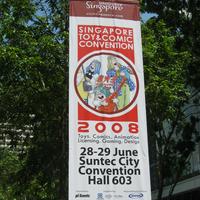 Singapore
SINGAPORE
TOY & COMIC
CONVENTION
2008
Toys, Comics, Animation
Licensing, Gaming, Design
28-29 June
Suntec City
Convention
Hall 603